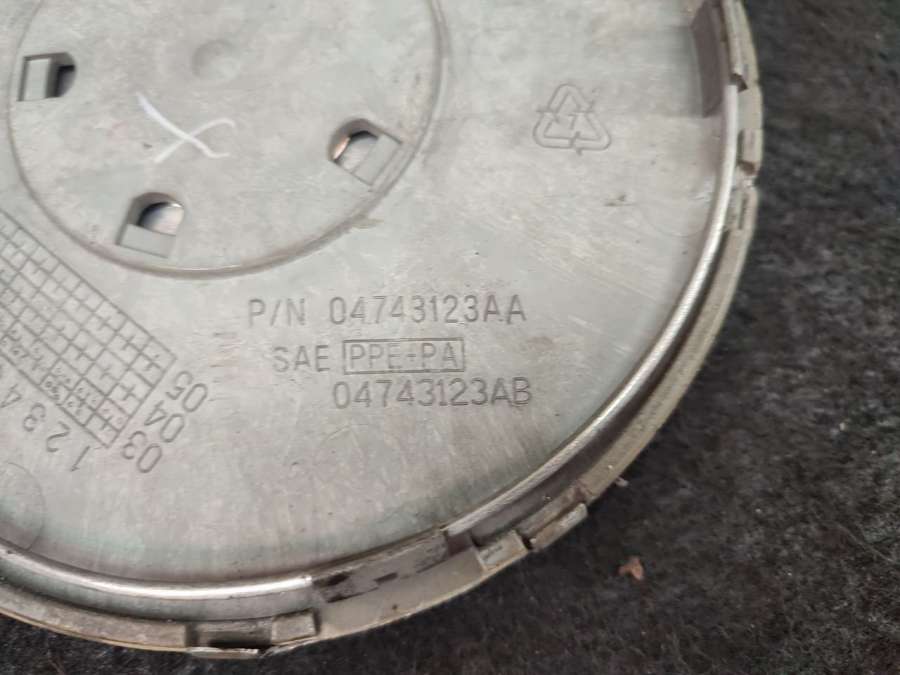 P/N 04743123AA
SAE PPE-PA
04743123AB
1 2 3 4
03
04
05